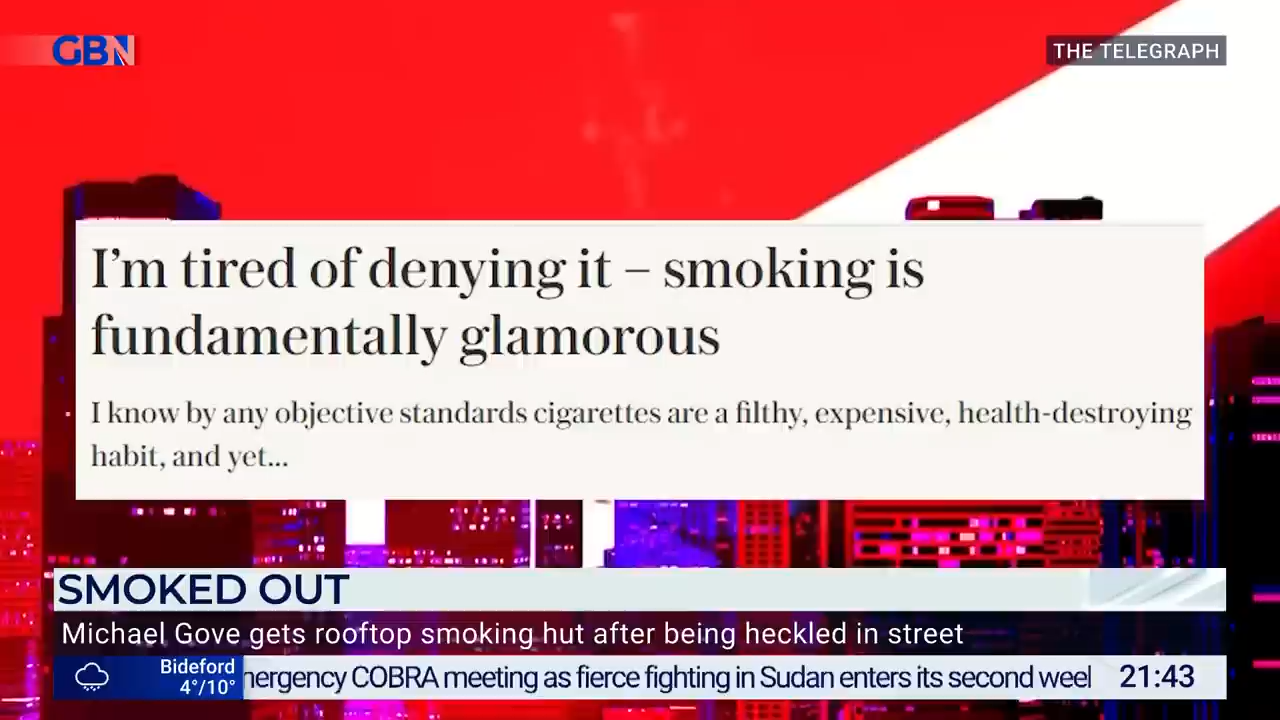 GBN
THE TELEGRAPH
I'm tired of denying it – smoking is
fundamentally glamorous
I know by any objective standards cigarettes are a filthy, expensive, health-destroying
habit, and yet...
SMOKED OUT
Michael Gove gets rooftop smoking hut after being heckled in street
Bideford
4°/10°
COBRA meeting as fierce fighting in Sudan enters its second
21:43